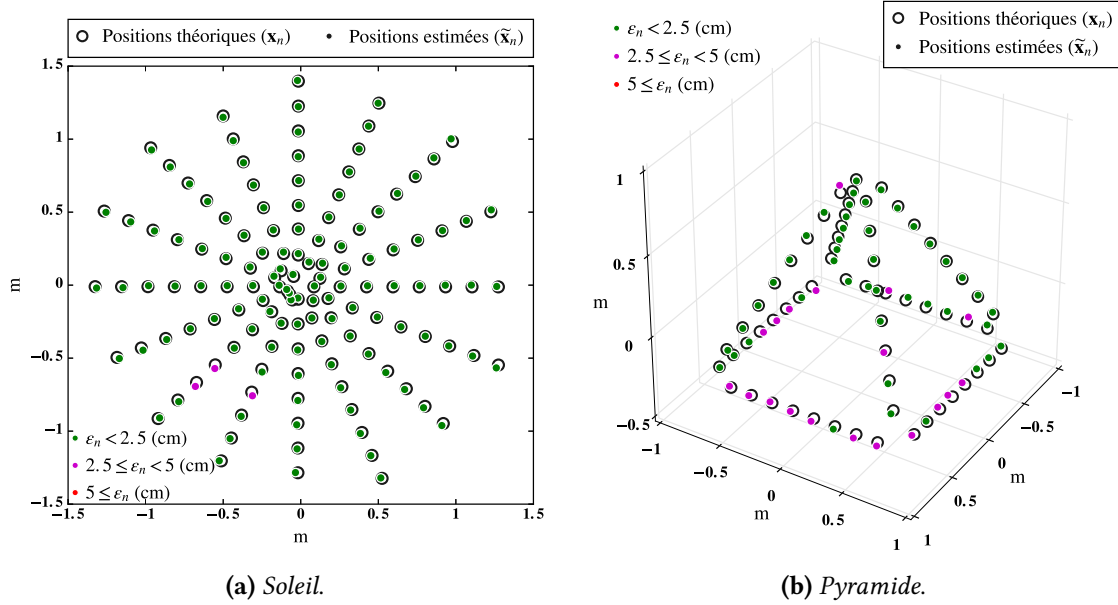 Positions théoriques (xₙ) Positions estimées (x̃ₙ)
1.5
1
0.5
0
−0.5
−1
−1.5
m
εₙ < 2.5 (cm)
2.5 ≤ εₙ < 5 (cm)
5 ≤ εₙ (cm)
−1.5 −1 −0.5 0 0.5 1 1.5
m
(a) Soleil.
εₙ < 2.5 (cm)
2.5 ≤ εₙ < 5 (cm)
5 ≤ εₙ (cm)
Positions théoriques (xₙ)
Positions estimées (x̃ₙ)
1
0.5
m
0
−0.5
−1
−0.5
0
m
0.5
1
−1
−0.5
0
m
0.5
1
(b) Pyramide.